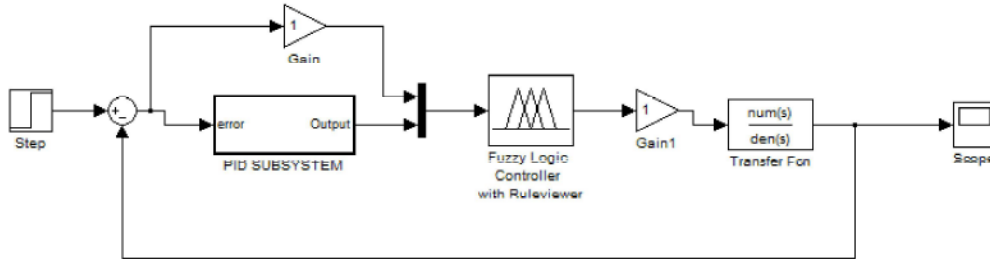 1
Gain
Step
+
−
error
Output
PID SUBSYSTEM
Fuzzy Logic
Controller
with Ruleviewer
1
Gain1
num(s)
den(s)
Transfer Fcn
Scope